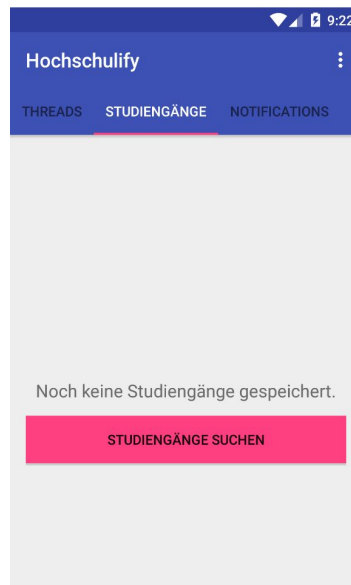 9:22
Hochschulify
THREADS STUDIENGÄNGE NOTIFICATIONS
Noch keine Studiengänge gespeichert.
STUDIENGÄNGE SUCHEN